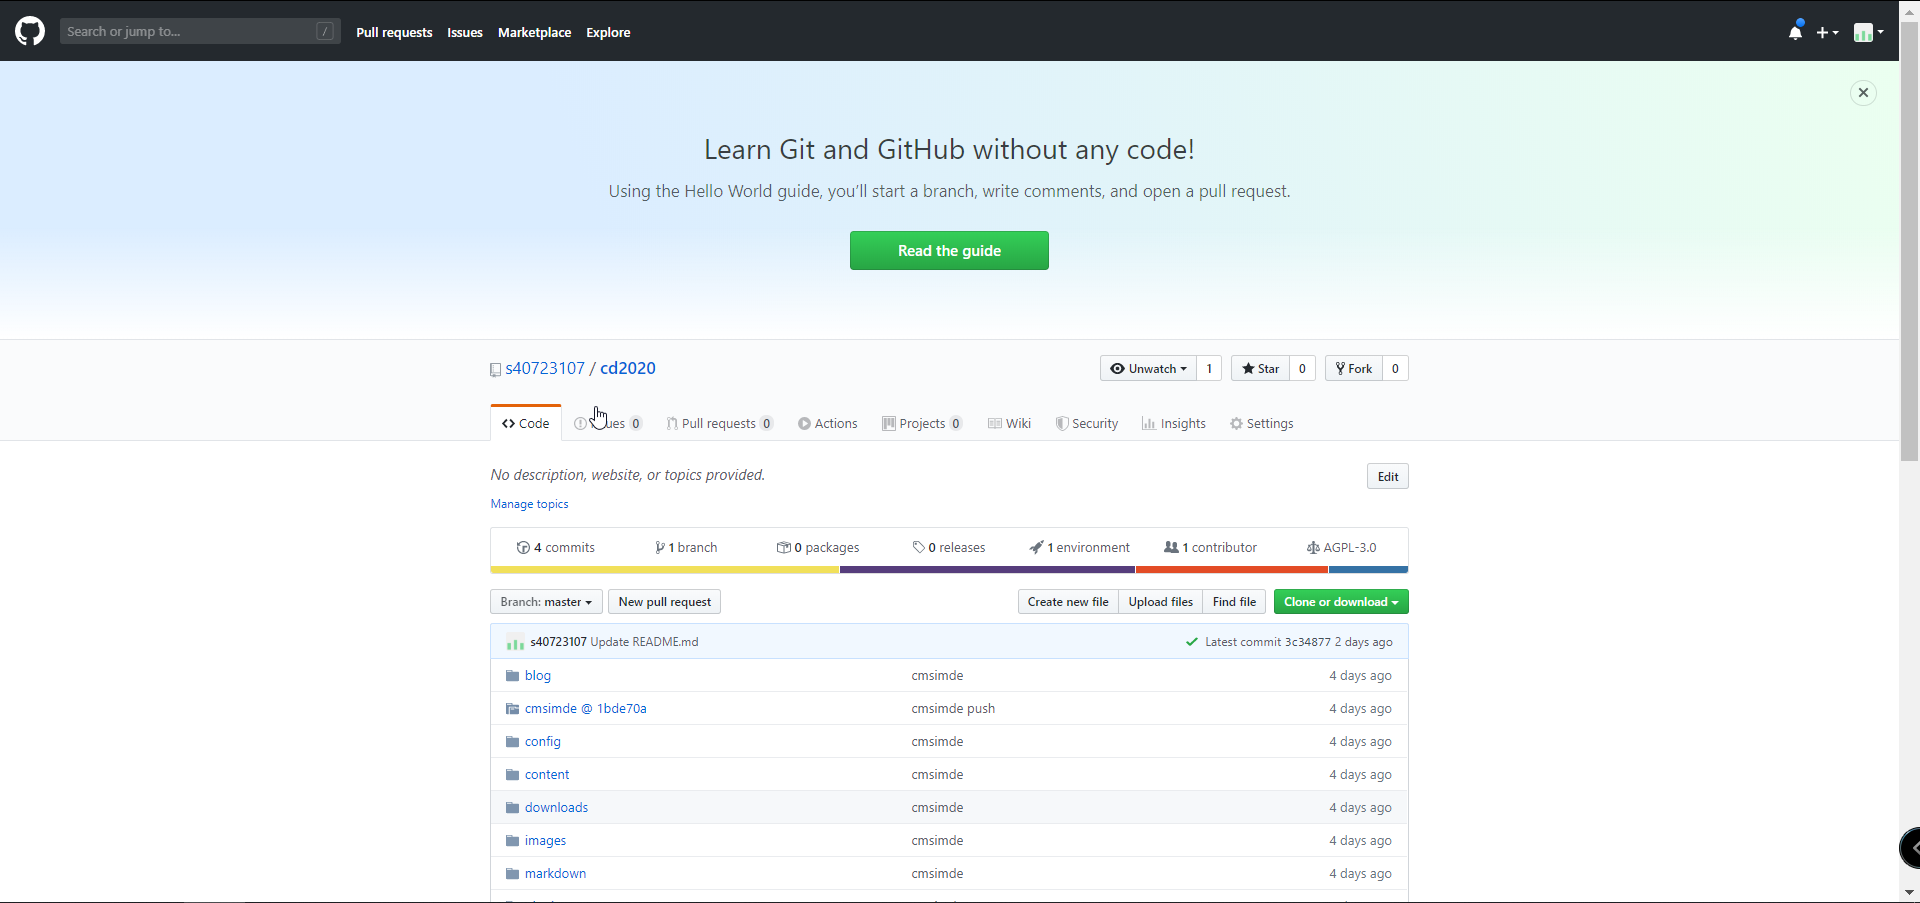 Search or jump to... /
Pull requests Issues Marketplace Explore
Learn Git and GitHub without any code!
Using the Hello World guide, you’ll start a branch, write comments, and open a pull request.
Read the guide
s40723107 / cd2020
Unwatch 1 Star 0 Fork 0
Code ues 0 Pull requests 0 Actions Projects 0 Wiki Security Insights Settings
No description, website, or topics provided.
Edit
Manage topics
4 commits 1 branch 0 packages 0 releases 1 environment 1 contributor AGPL-3.0
Branch: master New pull request Create new file Upload files Find file Clone or download
s40723107 Update README.md Latest commit 3c34877 2 days ago
blog cmsimde 4 days ago
cmsimde @ 1bde70a cmsimde push 4 days ago
config cmsimde 4 days ago
content cmsimde 4 days ago
downloads cmsimde 4 days ago
images cmsimde 4 days ago
markdown cmsimde 4 days ago